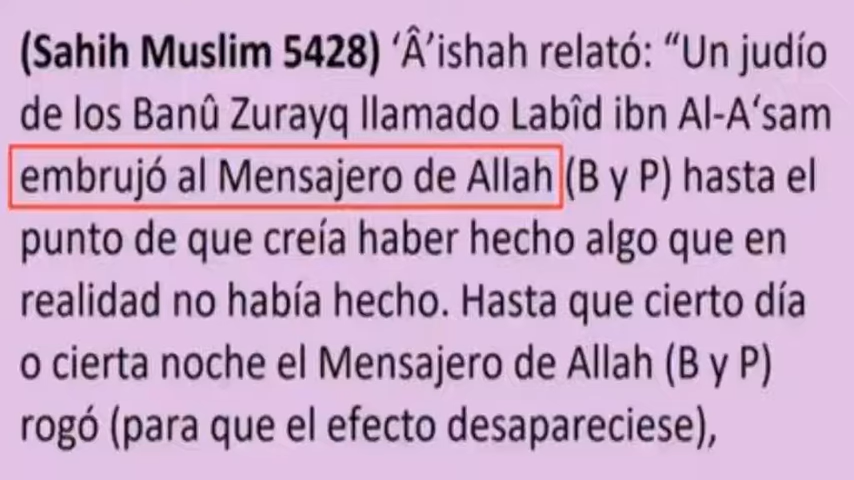 (Sahih Muslim 5428) ‘Â’ishah relató: “Un judío
de los Banû Zurayq llamado Labîd ibn Al-A‘sam
embrujó al Mensajero de Allah (B y P) hasta el
punto de que creía haber hecho algo que en
realidad no había hecho. Hasta que cierto día
o cierta noche el Mensajero de Allah (B y P)
rogó (para que el efecto desapareciese),